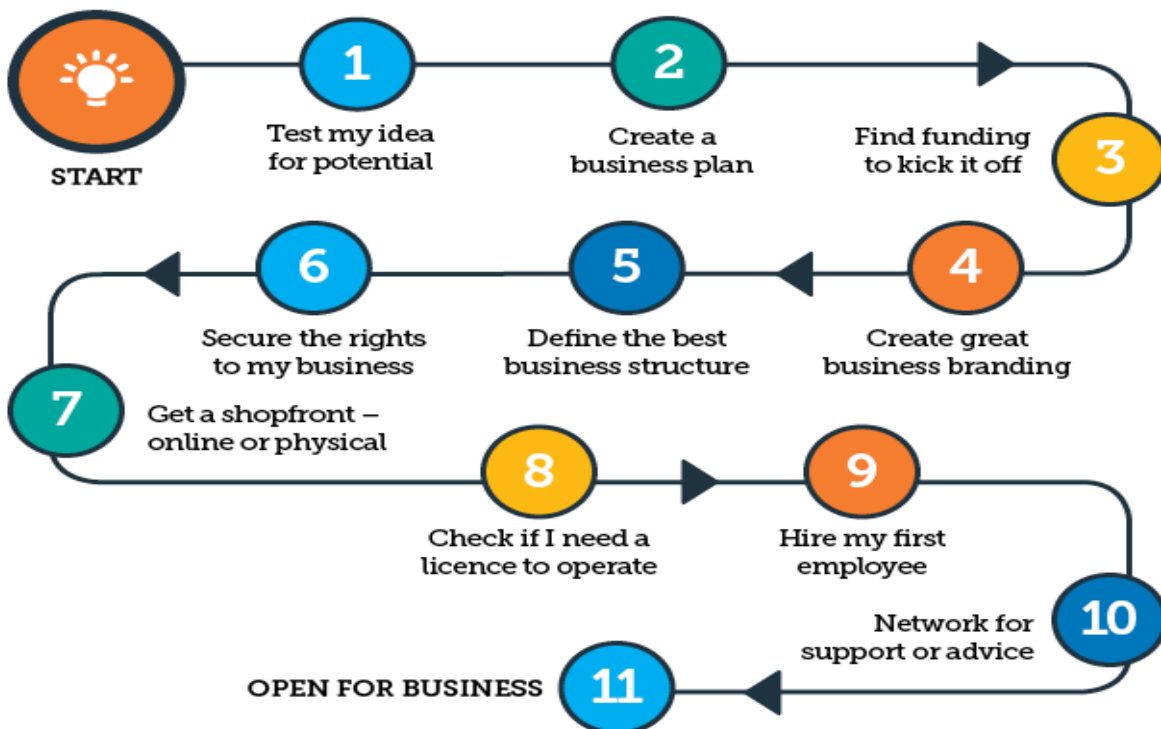 START
1
Test my idea
for potential
2
Create a
business plan
3
Find funding
to kick it off
4
Create great
business branding
5
Define the best
business structure
6
Secure the rights
to my business
7
Get a shopfront –
online or physical
8
Check if I need a
licence to operate
9
Hire my first
employee
10
Network for
support or advice
11
OPEN FOR BUSINESS